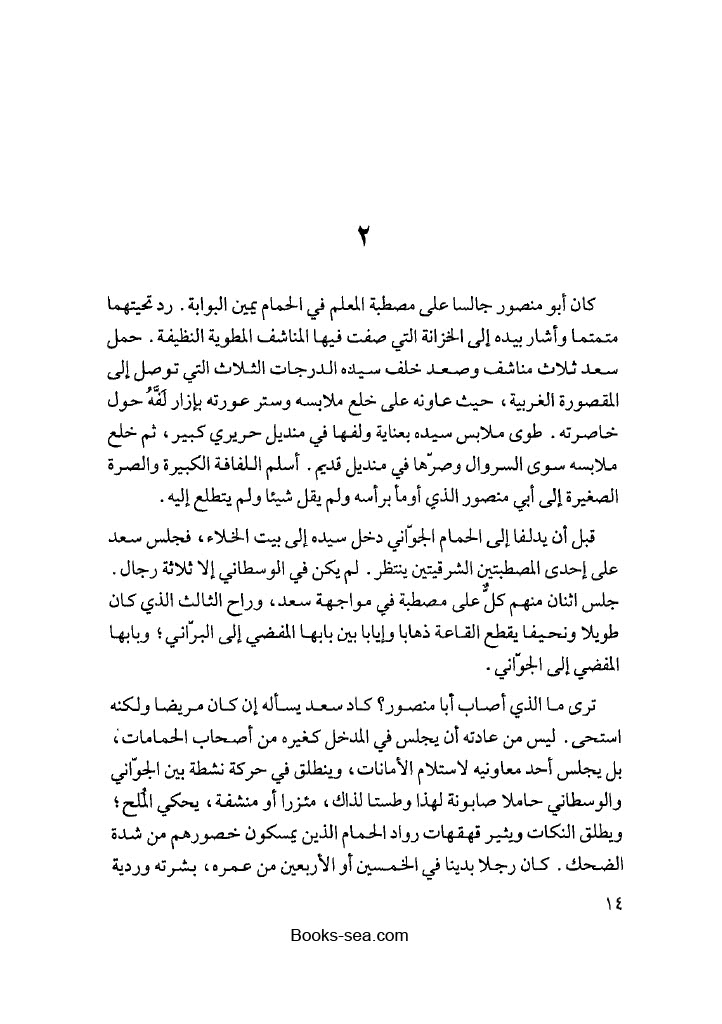 ٢
كان أبو منصور جالسا على مصطبة المعلم في الحمام يمين البوابة . رد تحيتهما
متمتما وأشار بيده إلى الخزانة التي صفت فيها المناشف المطوية النظيفة . حمل
سعد ثلاث مناشف وصعد خلف سيده الدرجات الثلاث التي توصل إلى
المقصورة الغربية ، حيث عاونه على خلع ملابسه وستر عورته بإزار لَفَّهُ حول
خاصرته . طوى ملابس سيده بعناية ولفها في منديل حريري كبير ، ثم خلع
ملابسه سوى السروال وصرّها في منديل قديم . أسلم اللفافة الكبيرة والصرة
الصغيرة إلى أبي منصور الذي أومأ برأسه ولم يقل شيئا ولم يتطلع إليه .
قبل أن يدلفا إلى الحمام الجوّاني دخل سيده إلى بيت الخلاء ، فجلس سعد
على إحدى المصطبتين الشرقيتين ينتظر . لم يكن في الوسطاني إلا ثلاثة رجال .
جلس اثنان منهم كلٌّ على مصطبة في مواجهة سعد ، وراح الثالث الذي كان
طويلا ونحيفا يقطع القاعة ذهابا وإيابا بين بابها المفضي إلى البرّاني ؛ وبابها
المفضي إلى الجوّاني .
ترى ما الذي أصاب أبا منصور؟ كاد سعد يسأله إن كان مريضا ولكنه
استحى . ليس من عادته أن يجلس في المدخل كغيره من أصحاب الحمامات ،
بل يجلس أحد معاونيه لاستلام الأمانات ، وينطلق في حركة نشطة بين الجوّاني
والوسطاني حاملا صابونة لهذا وطستا لذاك ، مئزرا أو منشفة ، يحكي المُلح ؛
ويطلق النكات ويثير قهقهات رواد الحمام الذين يمسكون خصورهم من شدة
الضحك . كان رجلا بدينا في الخمسين أو الأربعين من عمره ، بشرته وردية
١٤
Books-sea.com